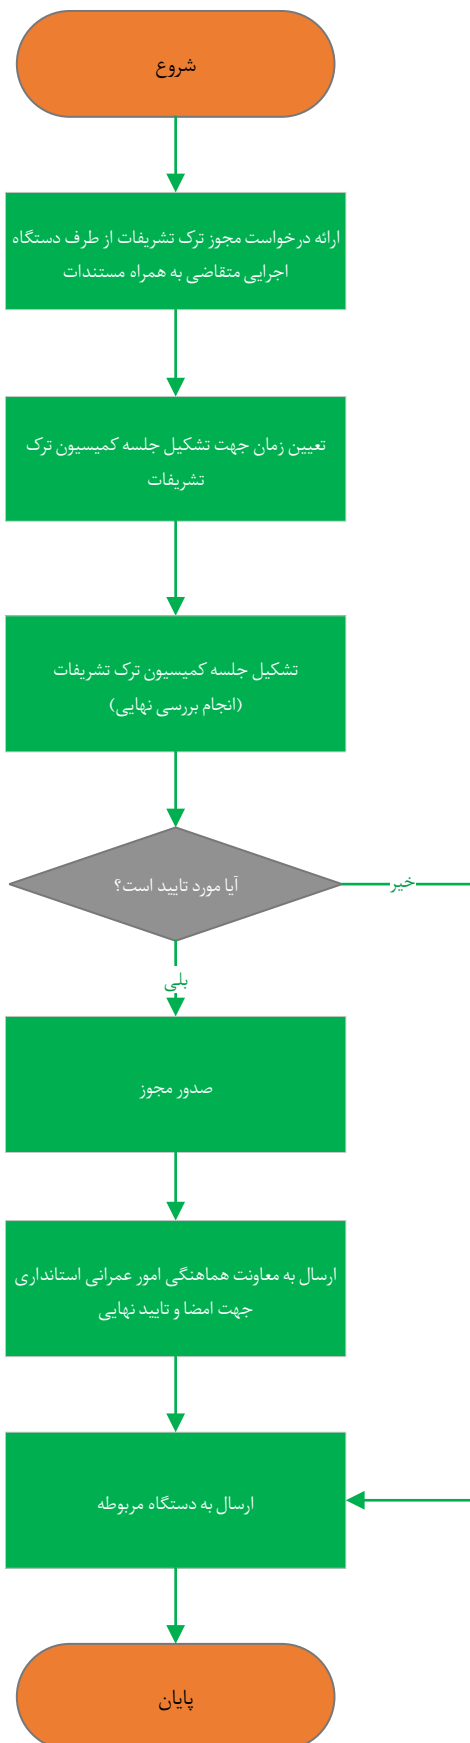 شروع
ارائه درخواست مجوز ترک تشریفات از طرف دستگاه
اجرایی متقاضی به همراه مستندات
تعیین زمان جهت تشکیل جلسه کمیسیون ترک
تشریفات
تشکیل جلسه کمیسیون ترک تشریفات
(انجام بررسی نهایی)
آیا مورد تایید است؟
خیر
بلی
صدور مجوز
ارسال به معاونت هماهنگی امور عمرانی استانداری
جهت امضا و تایید نهایی
ارسال به دستگاه مربوطه
پایان